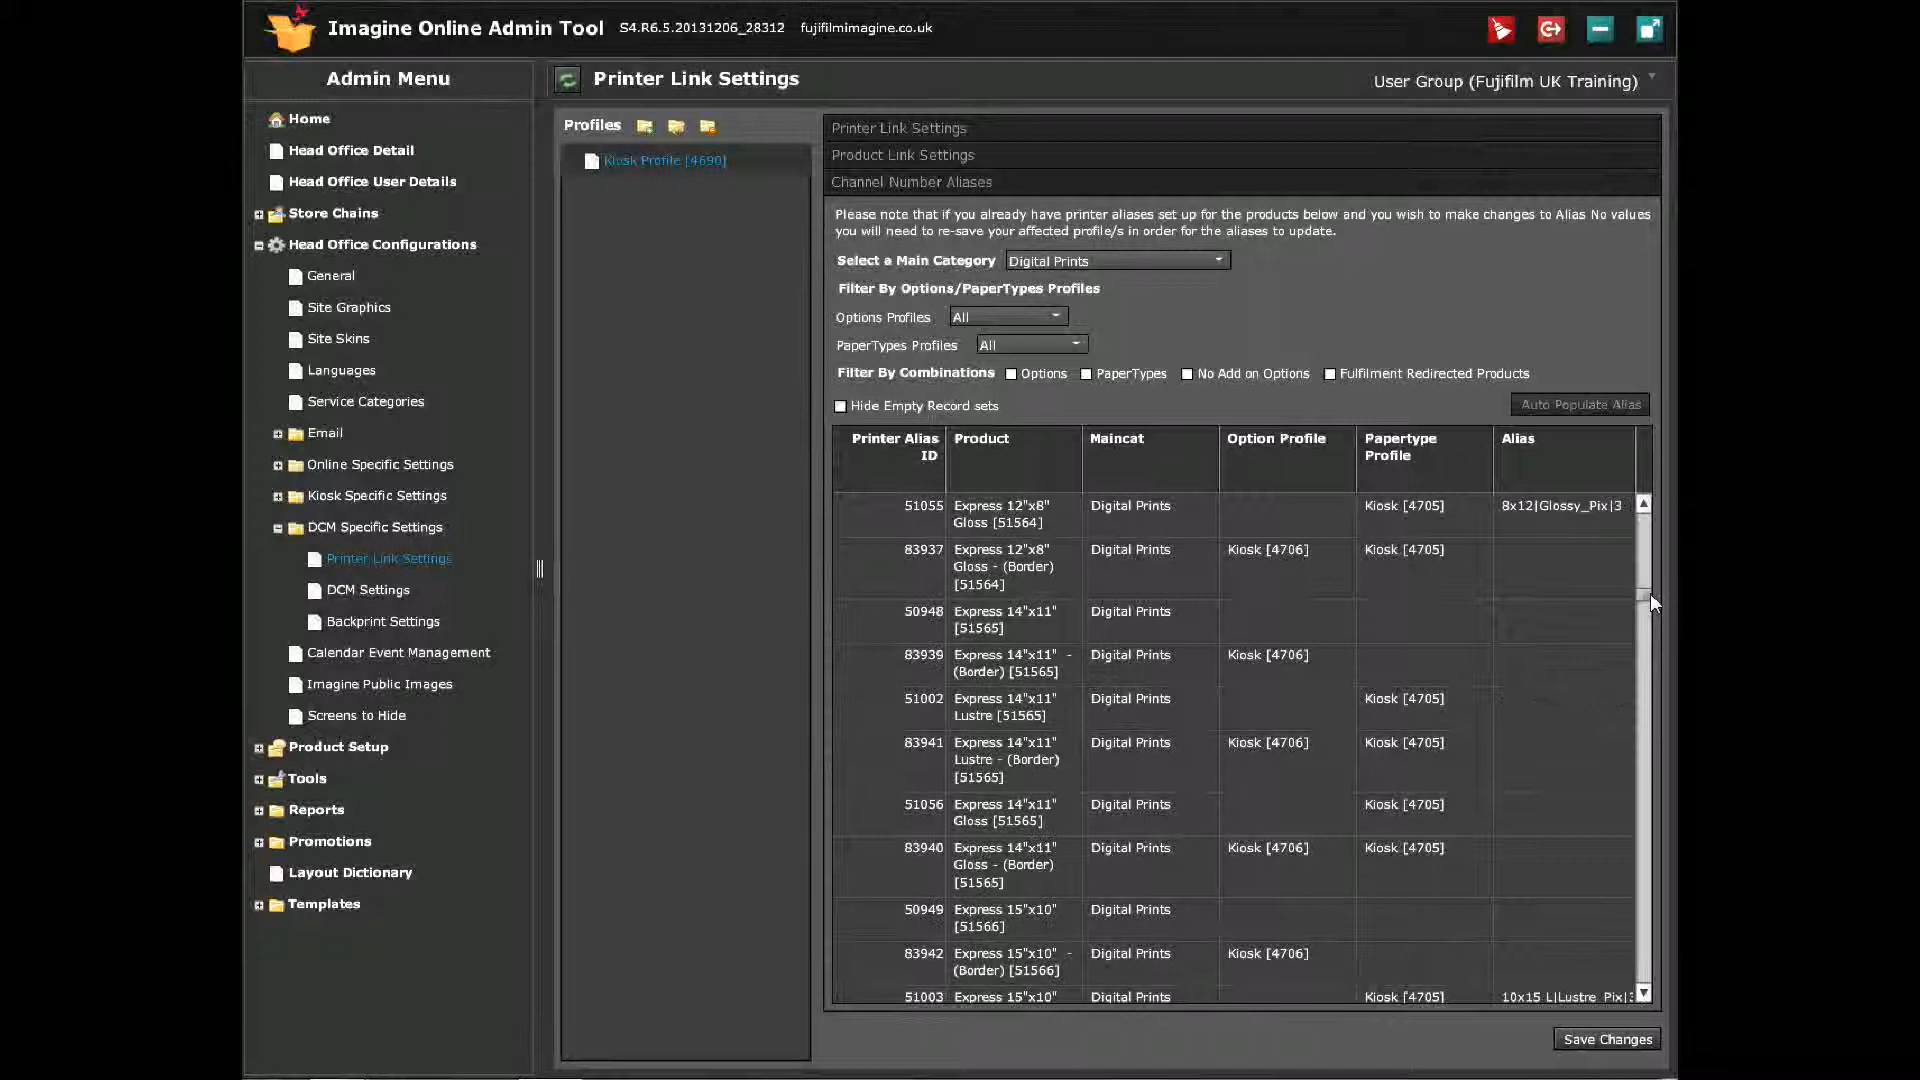 Imagine Online Admin Tool S4.R6.5.20131206_28312 fujifilmimagine.co.uk
Admin Menu
Home
Head Office Detail
Head Office User Details
Store Chains
Head Office Configurations
General
Site Graphics
Site Skins
Languages
Service Categories
Email
Online Specific Settings
Kiosk Specific Settings
DCM Specific Settings
Printer Link Settings
DCM Settings
Backprint Settings
Calendar Event Management
Imagine Public Images
Screens to Hide
Product Setup
Tools
Reports
Promotions
Layout Dictionary
Templates
Printer Link Settings
User Group (Fujifilm UK Training)
Profiles
Kiosk Profile [4690]
Printer Link Settings
Product Link Settings
Channel Number Aliases
Please note that if you already have printer aliases set up for the products below and you wish to make changes to Alias No values
you will need to re-save your affected profile/s in order for the aliases to update.
Select a Main Category Digital Prints
Filter By Options/PaperTypes Profiles
Options Profiles All
PaperTypes Profiles All
Filter By Combinations Options PaperTypes No Add on Options Fulfilment Redirected Products
Hide Empty Record sets Auto Populate Alias
Printer Alias Product Maincat Option Profile Papertype Alias
ID Profile
51055 Express 12"x8" Digital Prints Kiosk [4705] 8x12|Glossy_Pix|3
Gloss [51564]
83937 Express 12"x8" Digital Prints Kiosk [4706] Kiosk [4705]
Gloss - (Border)
[51564]
50948 Express 14"x11" Digital Prints
[51565]
83939 Express 14"x11" - Digital Prints Kiosk [4706]
(Border) [51565]
51002 Express 14"x11" Digital Prints Kiosk [4705]
Lustre [51565]
83941 Express 14"x11" Digital Prints Kiosk [4706] Kiosk [4705]
Lustre - (Border)
[51565]
51056 Express 14"x11" Digital Prints Kiosk [4705]
Gloss [51565]
83940 Express 14"x11" Digital Prints Kiosk [4706] Kiosk [4705]
Gloss - (Border)
[51565]
50949 Express 15"x10" Digital Prints
[51566]
83942 Express 15"x10" - Digital Prints Kiosk [4706]
(Border) [51566]
51003 Express 15"x10" Digital Prints Kiosk [4705] 10x15 L|Lustre_Pix|3
Save Changes